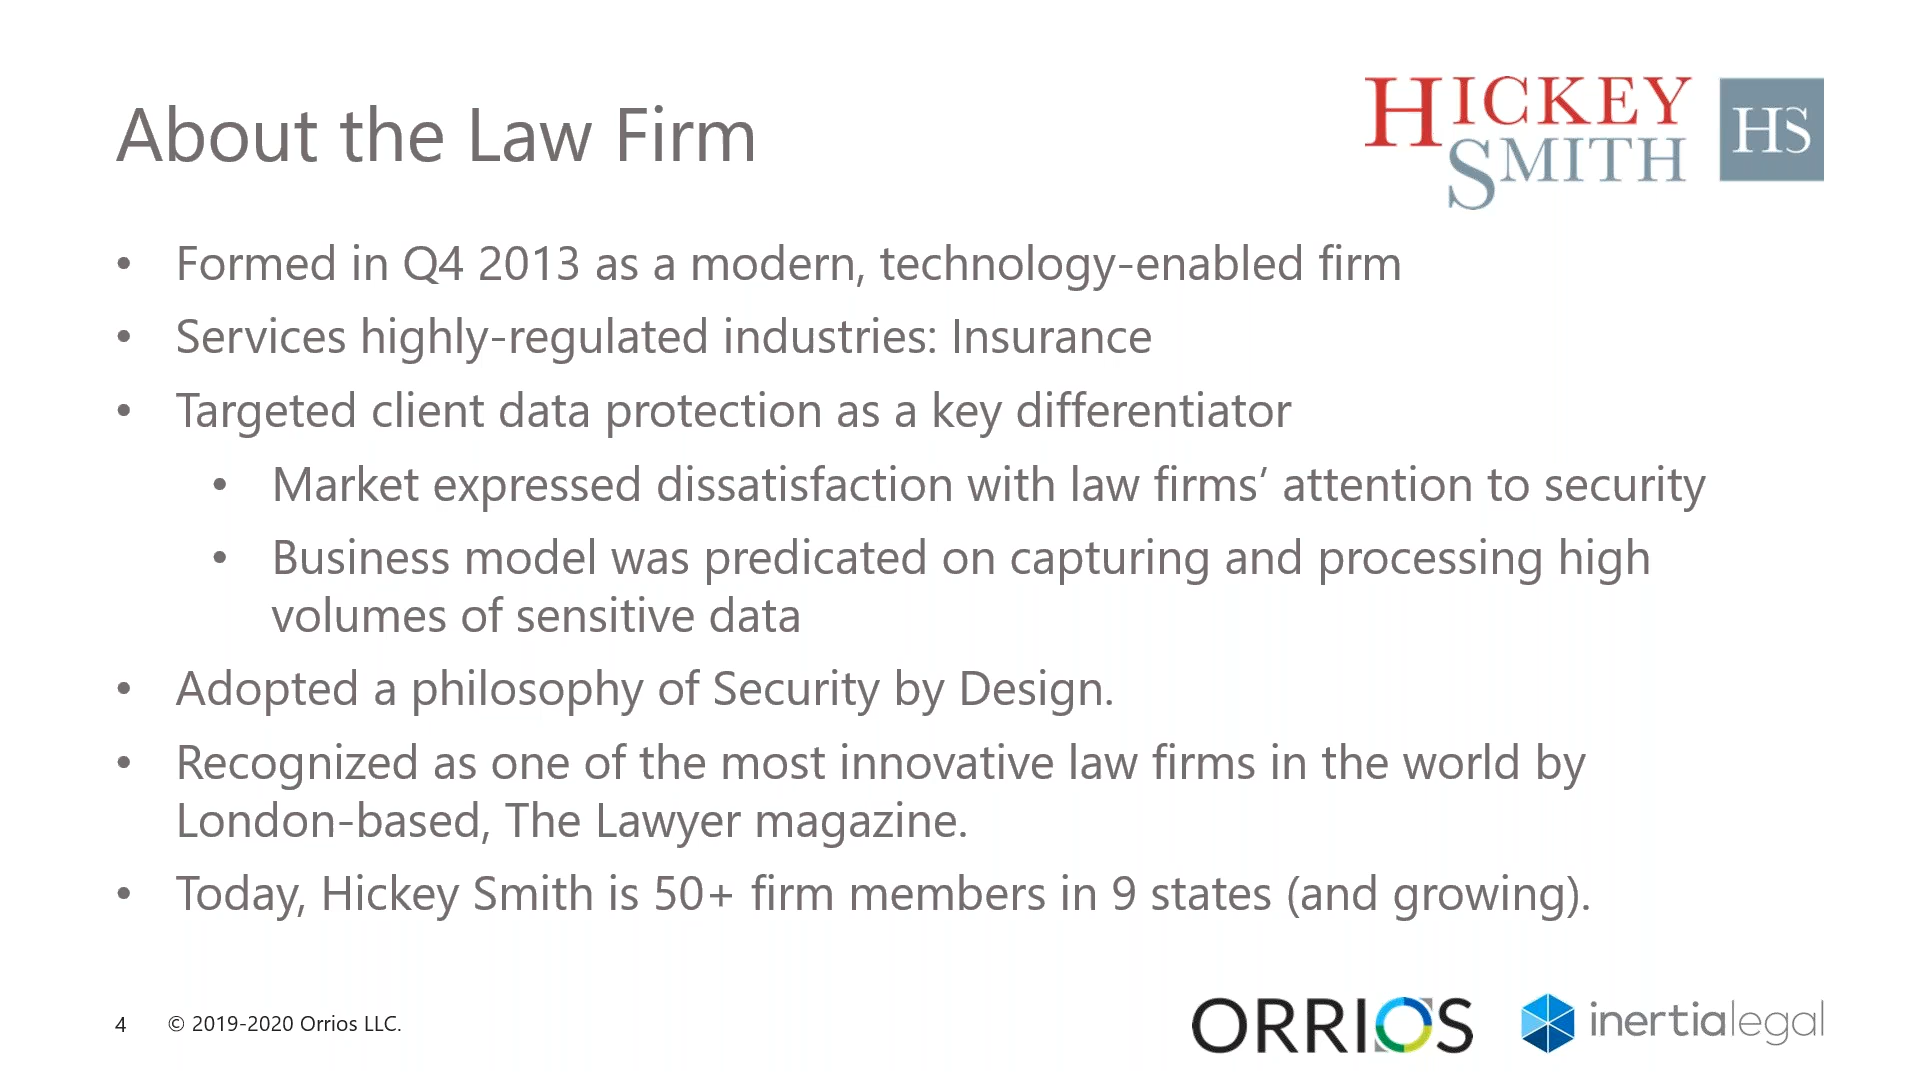 About the Law Firm
HICKEY
SMITH
HS
• Formed in Q4 2013 as a modern, technology-enabled firm
• Services highly-regulated industries: Insurance
• Targeted client data protection as a key differentiator
• Market expressed dissatisfaction with law firms’ attention to security
• Business model was predicated on capturing and processing high
volumes of sensitive data
• Adopted a philosophy of Security by Design.
• Recognized as one of the most innovative law firms in the world by
London-based, The Lawyer magazine.
• Today, Hickey Smith is 50+ firm members in 9 states (and growing).
4 © 2019-2020 Orrios LLC.
ORRIOS
inertialegal